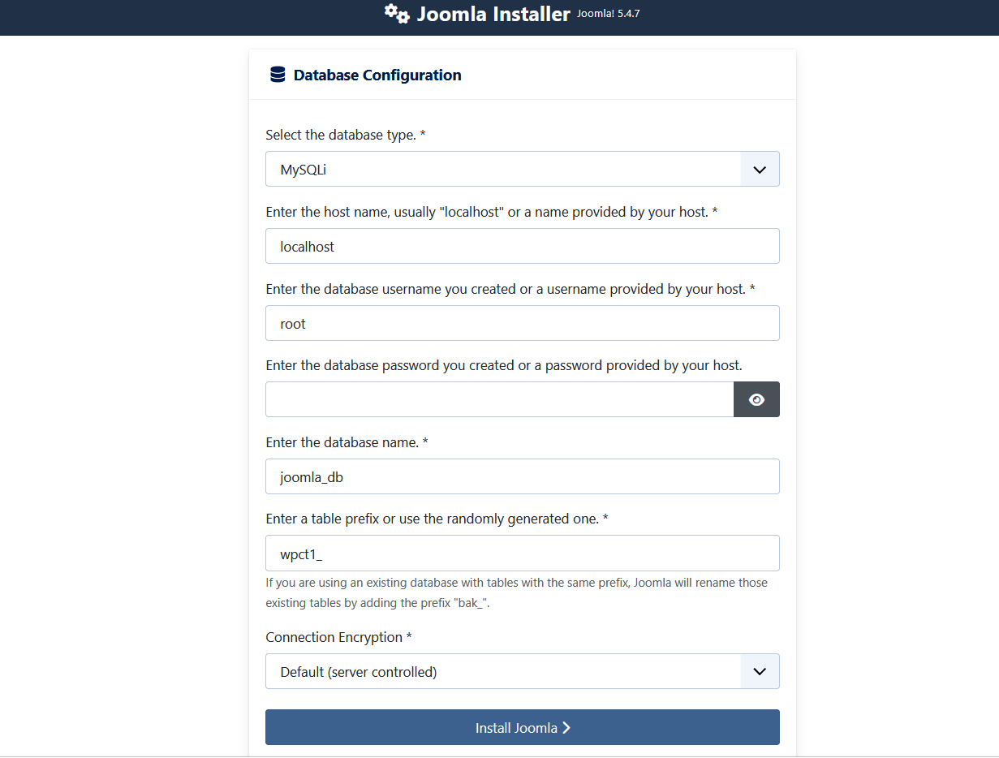 Joomla Installer Joomla! 5.4.7
Database Configuration
Select the database type. *
MySQLi
Enter the host name, usually "localhost" or a name provided by your host. *
localhost
Enter the database username you created or a username provided by your host. *
root
Enter the database password you created or a password provided by your host.
Enter the database name. *
joomla_db
Enter a table prefix or use the randomly generated one. *
wpct1_
If you are using an existing database with tables with the same prefix, Joomla will rename those
existing tables by adding the prefix "bak_".
Connection Encryption *
Default (server controlled)
Install Joomla